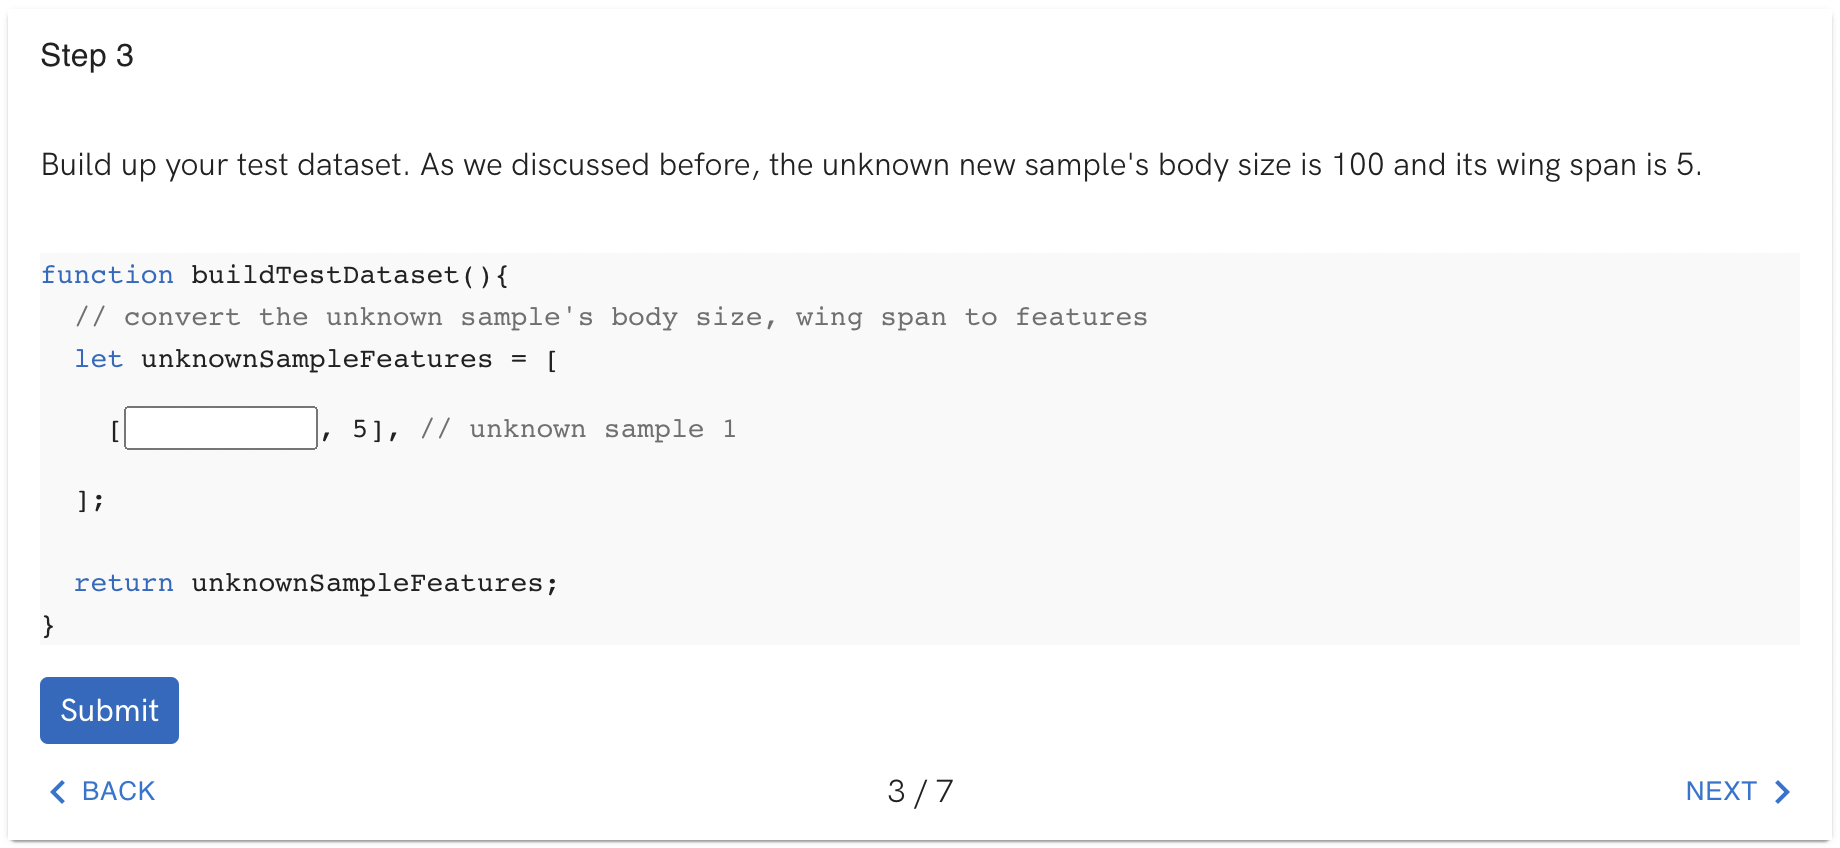 Step 3
Build up your test dataset. As we discussed before, the unknown new sample's body size is 100 and its wing span is 5.
function buildTestDataset(){
// convert the unknown sample's body size, wing span to features
let unknownSampleFeatures = [
[ , 5], // unknown sample 1
];
return unknownSampleFeatures;
}
Submit
BACK
3 / 7
NEXT